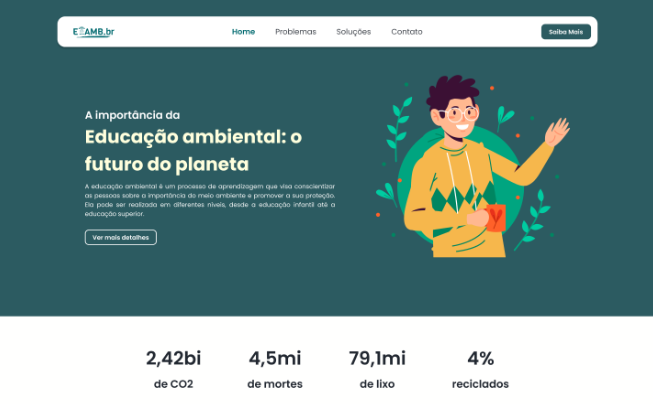 Home
Problemas
Soluções
Contato
Saiba Mais
A importância da
Educação ambiental: o
futuro do planeta
A educação ambiental é um processo de aprendizagem que visa conscientizar
as pessoas sobre a importância do meio ambiente e promover a sua proteção.
Ela pode ser realizada em diferentes níveis, desde a educação infantil até a
educação superior.
Ver mais detalhes
2,42bi
4,5mi
79,1mi
4%
de CO2
de mortes
de lixo
reciclados